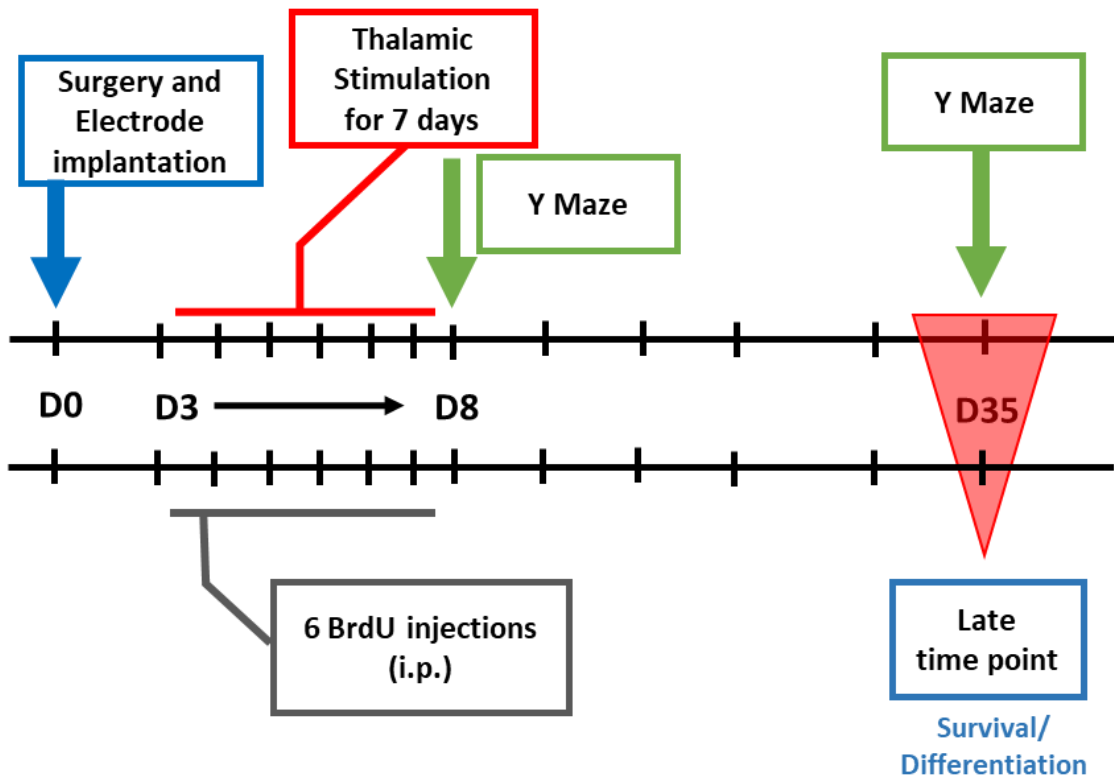 Surgery and
Electrode
implantation
Thalamic
Stimulation
for 7 days
Y Maze
Y Maze
D0
D3
D8
D35
6 BrdU injections
(i.p.)
Late
time point
Survival/
Differentiation